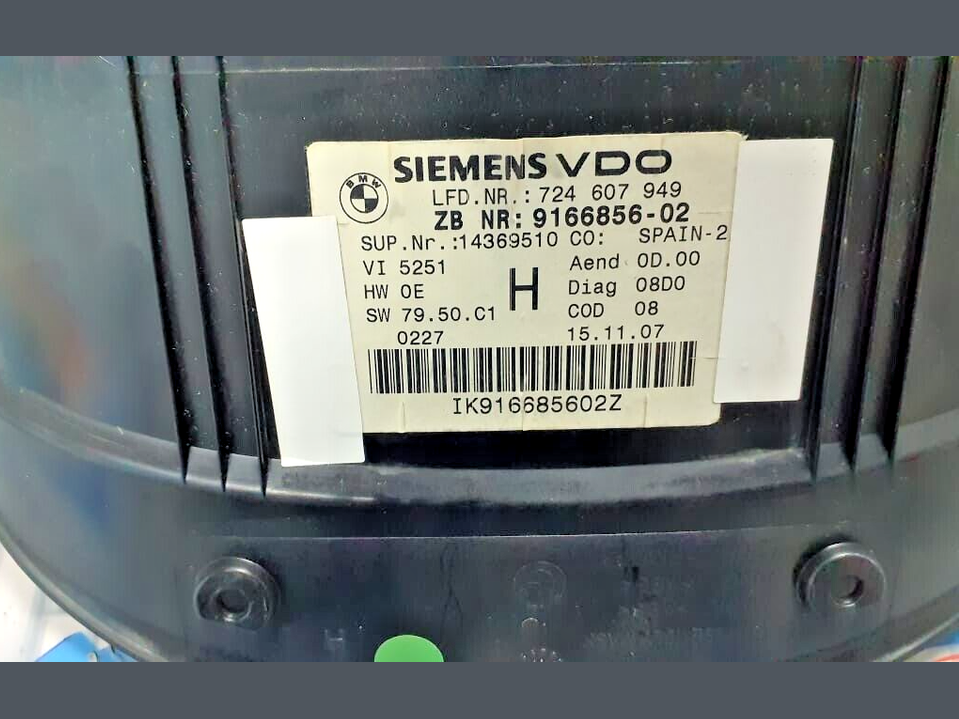 SIEMENS VDO
BMW
LFD.NR.: 724 607 949
ZB NR: 9166856-02
SUP.Nr.:14369510 CO: SPAIN-2
VI 5251 Aend 0D.00
HW 0E H Diag 08D0
SW 79.50.C1 COD 08
0227 15.11.07
IK916685602Z